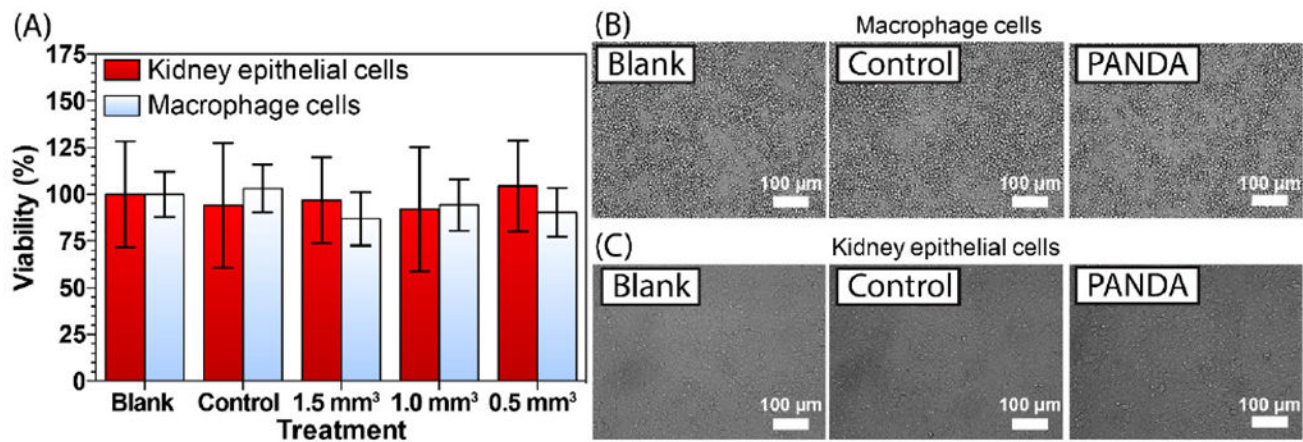 (A)
175
150
125
100
75
50
25
0
Viability (%)
Kidney epithelial cells
Macrophage cells
Blank Control 1.5 mm³ 1.0 mm³ 0.5 mm³
Treatment
(B)
Macrophage cells
Blank Control PANDA
100 µm 100 µm 100 µm
(C)
Kidney epithelial cells
Blank Control PANDA
100 µm 100 µm 100 µm